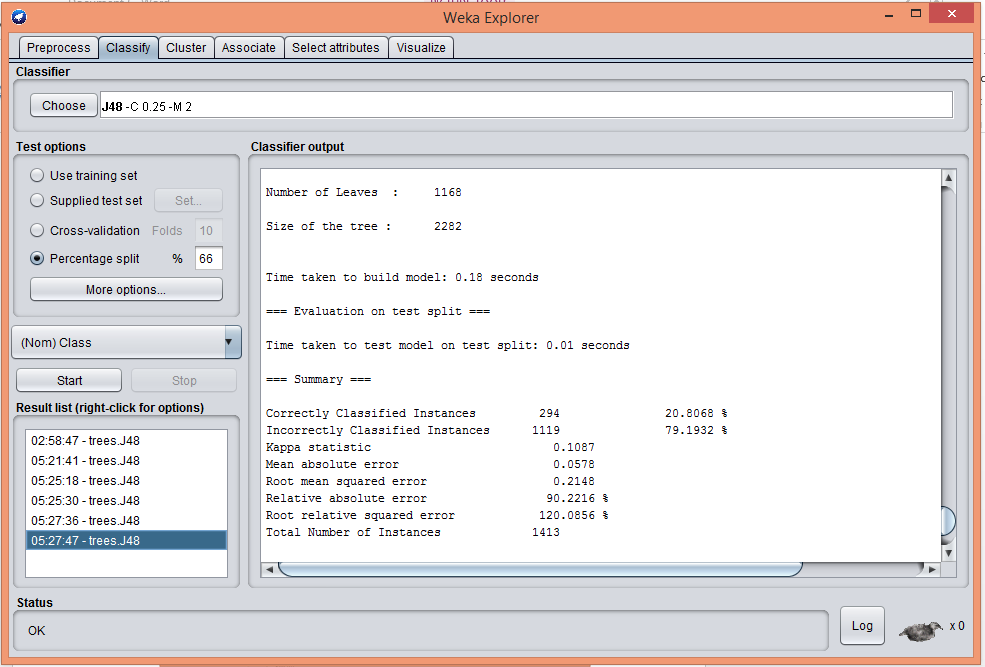 Weka Explorer
Preprocess Classify Cluster Associate Select attributes Visualize
Classifier
Choose J48 -C 0.25 -M 2
Test options
Use training set
Supplied test set Set...
Cross-validation Folds 10
Percentage split % 66
More options...
(Nom) Class
Start Stop
Result list (right-click for options)
02:58:47 - trees.J48
05:21:41 - trees.J48
05:25:18 - trees.J48
05:25:30 - trees.J48
05:27:36 - trees.J48
05:27:47 - trees.J48
Classifier output
Number of Leaves : 1168
Size of the tree : 2282
Time taken to build model: 0.18 seconds
=== Evaluation on test split ===
Time taken to test model on test split: 0.01 seconds
=== Summary ===
Correctly Classified Instances 294 20.8068 %
Incorrectly Classified Instances 1119 79.1932 %
Kappa statistic 0.1087
Mean absolute error 0.0578
Root mean squared error 0.2148
Relative absolute error 90.2216 %
Root relative squared error 120.0856 %
Total Number of Instances 1413
Status
OK
Log
x 0